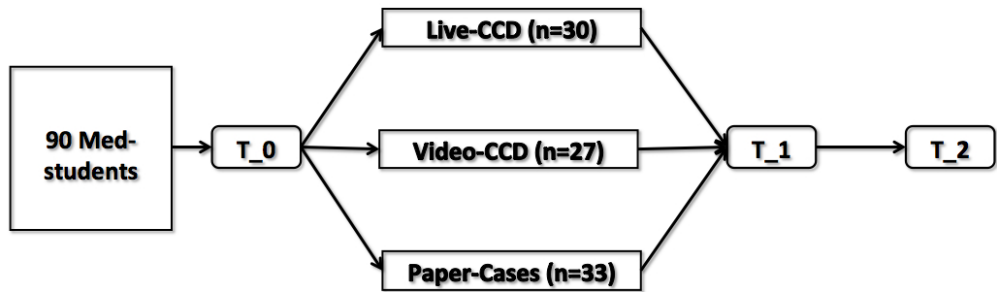 Live-CCD (n=30)
90 Med-
students
T_0
Video-CCD (n=27)
T_1
T_2
Paper-Cases (n=33)